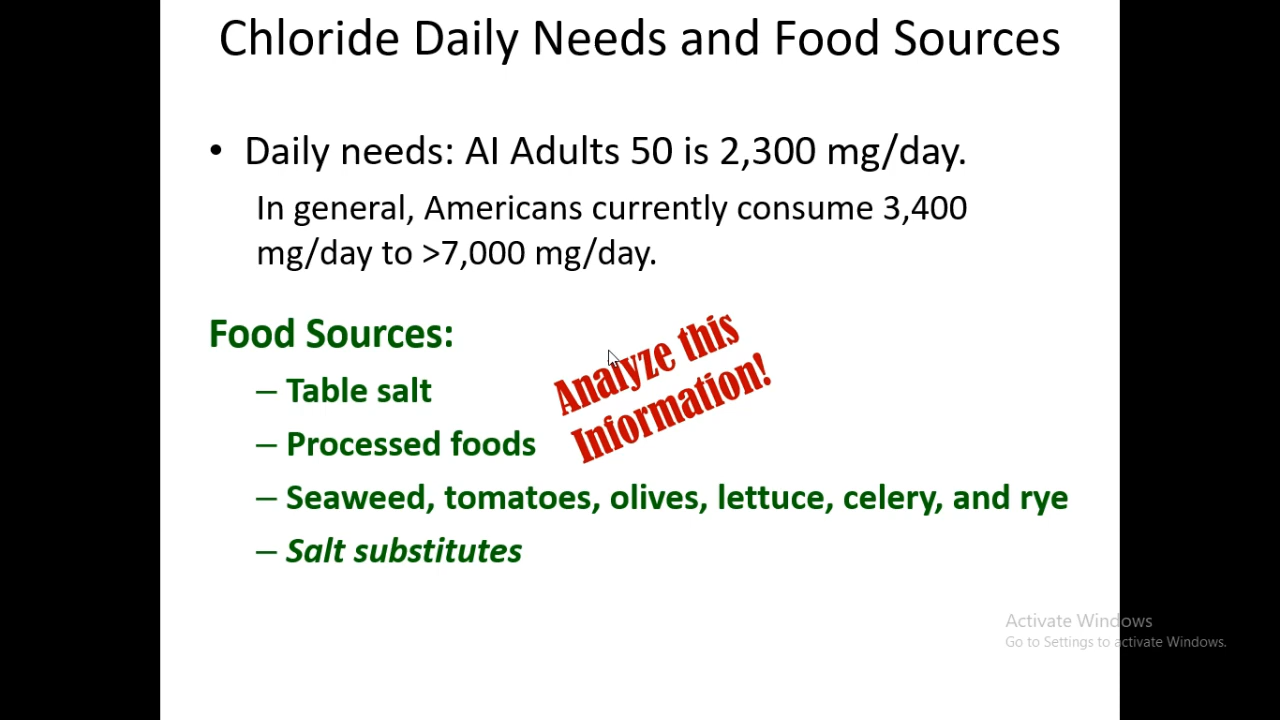 Chloride Daily Needs and Food Sources
• Daily needs: AI Adults 50 is 2,300 mg/day.
In general, Americans currently consume 3,400
mg/day to >7,000 mg/day.
Food Sources:
– Table salt
– Processed foods
– Seaweed, tomatoes, olives, lettuce, celery, and rye
– Salt substitutes
Analyze this
Information!
Activate Windows
Go to Settings to activate Windows.